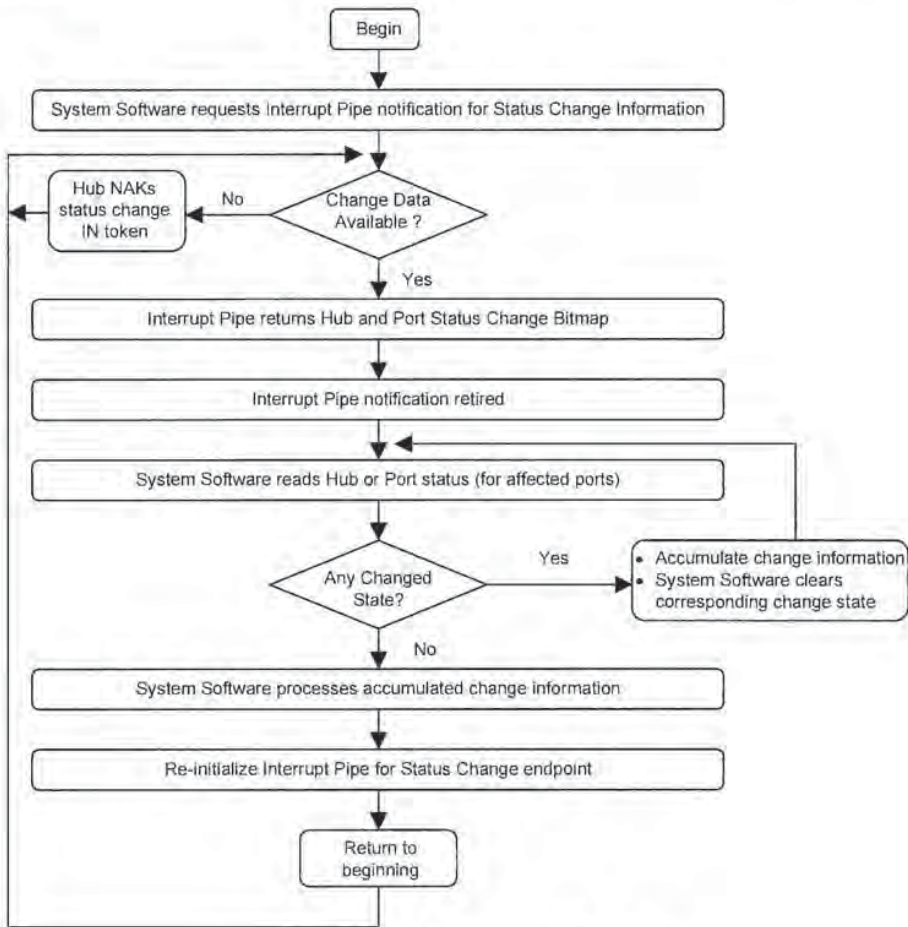 Begin
System Software requests Interrupt Pipe notification for Status Change Information
Hub NAKs
status change
IN token
No
Change Data
Available ?
Yes
Interrupt Pipe returns Hub and Port Status Change Bitmap
Interrupt Pipe notification retired
System Software reads Hub or Port status (for affected ports)
Any Changed
State?
Yes
• Accumulate change information
• System Software clears
corresponding change state
No
System Software processes accumulated change information
Re-initialize Interrupt Pipe for Status Change endpoint
Return to
beginning